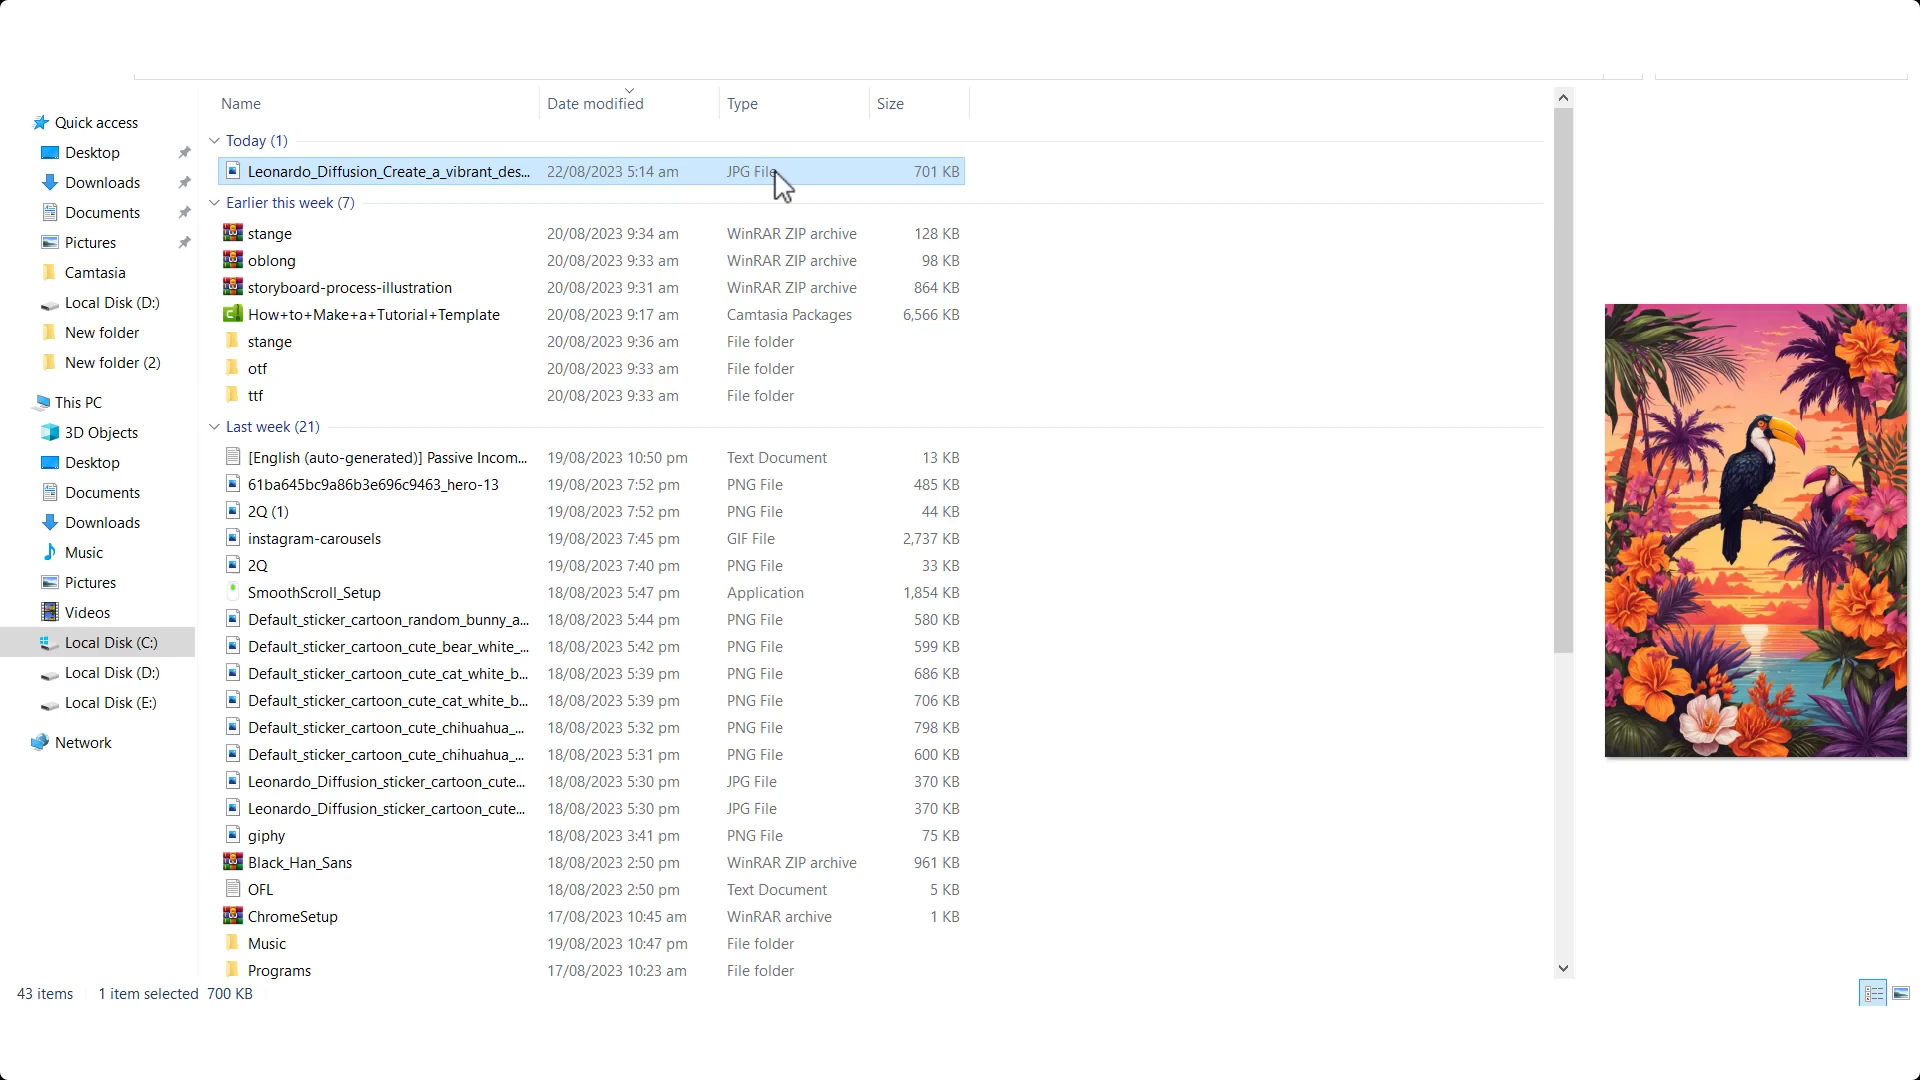 Name Date modified Type Size
Quick access
Desktop
Downloads
Documents
Pictures
Camtasia
Local Disk (D:)
New folder
New folder (2)
This PC
3D Objects
Desktop
Documents
Downloads
Music
Pictures
Videos
Local Disk (C:)
Local Disk (D:)
Local Disk (E:)
Network
Today (1)
Leonardo_Diffusion_Create_a_vibrant_des... 22/08/2023 5:14 am JPG File 701 KB
Earlier this week (7)
stange 20/08/2023 9:34 am WinRAR ZIP archive 128 KB
oblong 20/08/2023 9:33 am WinRAR ZIP archive 98 KB
storyboard-process-illustration 20/08/2023 9:31 am WinRAR ZIP archive 864 KB
How+to+Make+a+Tutorial+Template 20/08/2023 9:17 am Camtasia Packages 6,566 KB
stange 20/08/2023 9:36 am File folder
otf 20/08/2023 9:33 am File folder
ttf 20/08/2023 9:33 am File folder
Last week (21)
[English (auto-generated)] Passive Incom... 19/08/2023 10:50 pm Text Document 13 KB
61ba645bc9a86b3e696c9463_hero-13 19/08/2023 7:52 pm PNG File 485 KB
2Q (1) 19/08/2023 7:52 pm PNG File 44 KB
instagram-carousels 19/08/2023 7:45 pm GIF File 2,737 KB
2Q 19/08/2023 7:40 pm PNG File 33 KB
SmoothScroll_Setup 18/08/2023 5:47 pm Application 1,854 KB
Default_sticker_cartoon_random_bunny_a... 18/08/2023 5:44 pm PNG File 580 KB
Default_sticker_cartoon_cute_bear_white_... 18/08/2023 5:42 pm PNG File 599 KB
Default_sticker_cartoon_cute_cat_white_b... 18/08/2023 5:39 pm PNG File 686 KB
Default_sticker_cartoon_cute_cat_white_b... 18/08/2023 5:39 pm PNG File 706 KB
Default_sticker_cartoon_cute_chihuahua_... 18/08/2023 5:32 pm PNG File 798 KB
Default_sticker_cartoon_cute_chihuahua_... 18/08/2023 5:31 pm PNG File 600 KB
Leonardo_Diffusion_sticker_cartoon_cute... 18/08/2023 5:30 pm JPG File 370 KB
Leonardo_Diffusion_sticker_cartoon_cute... 18/08/2023 5:30 pm JPG File 370 KB
giphy 18/08/2023 3:41 pm PNG File 75 KB
Black_Han_Sans 18/08/2023 2:50 pm WinRAR ZIP archive 961 KB
OFL 18/08/2023 2:50 pm Text Document 5 KB
ChromeSetup 17/08/2023 10:45 am WinRAR archive 1 KB
Music 19/08/2023 10:47 pm File folder
Programs 17/08/2023 10:23 am File folder
43 items 1 item selected 700 KB